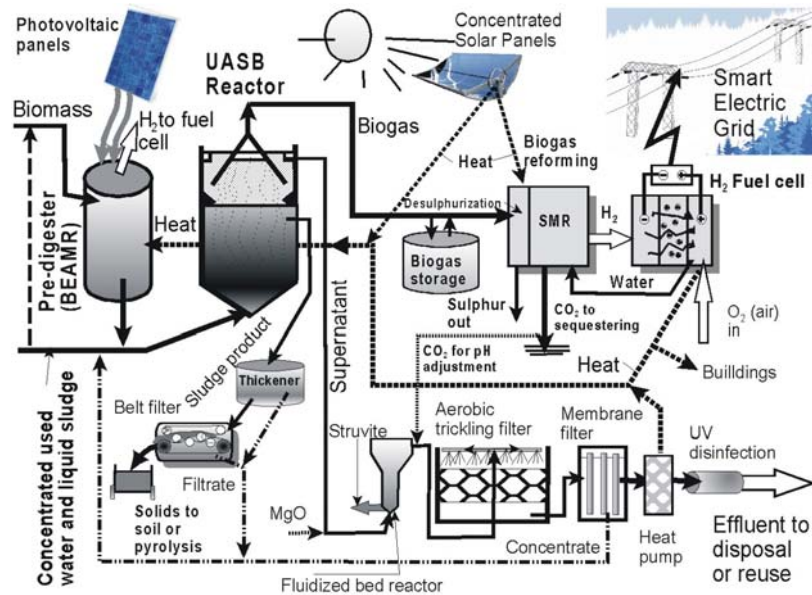 Photovoltaic
panels
Concentrated
Solar Panels
UASB
Reactor
Smart
Electric
Grid
Biomass
H2 to fuel
cell
Biogas
Heat
Biogas
reforming
H2 Fuel cell
Desulphurization
SMR
H2
Heat
Biogas
storage
Water
Pre-digester
(BEAMR)
Sulphur
out
CO2 to
sequestering
O2 (air)
in
Supernatant
CO2 for pH
adjustment
Heat
Builldings
Sludge product
Thickener
Concentrated used
water and liquid sludge
Belt filter
Struvite
Aerobic
trickling filter
Membrane
filter
UV
disinfection
Filtrate
Solids to
soil or
pyrolysis
MgO
Concentrate
Heat
pump
Effluent to
disposal
or reuse
Fluidized bed reactor